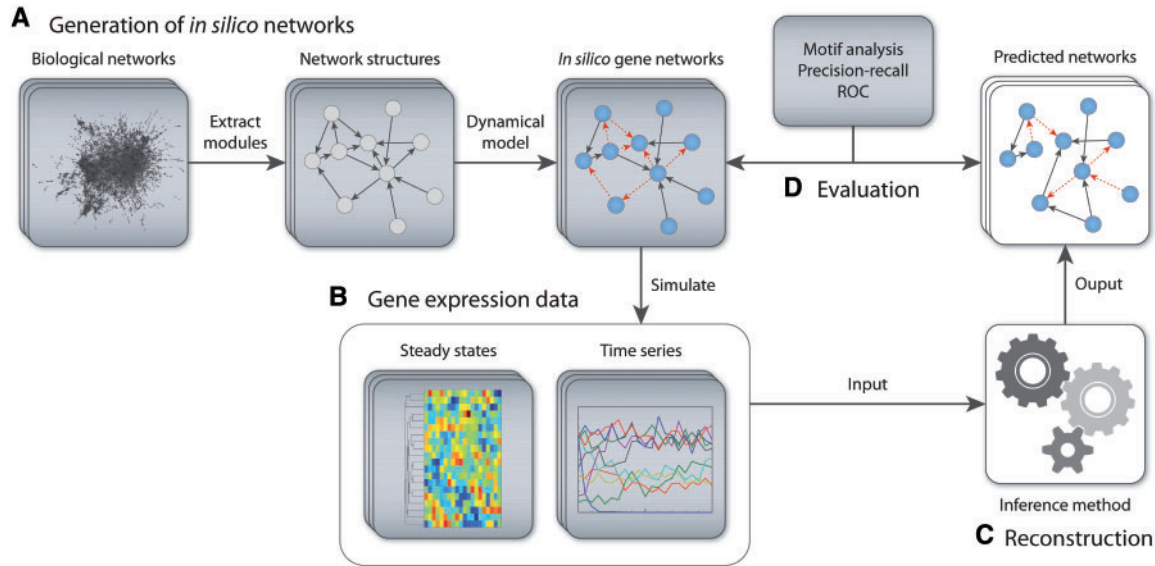 A Generation of in silico networks
Biological networks
Extract
modules
Network structures
Dynamical
model
In silico gene networks
Motif analysis
Precision-recall
ROC
Predicted networks
D Evaluation
Simulate
B Gene expression data
Steady states
Time series
Input
Ouput
Inference method
C Reconstruction